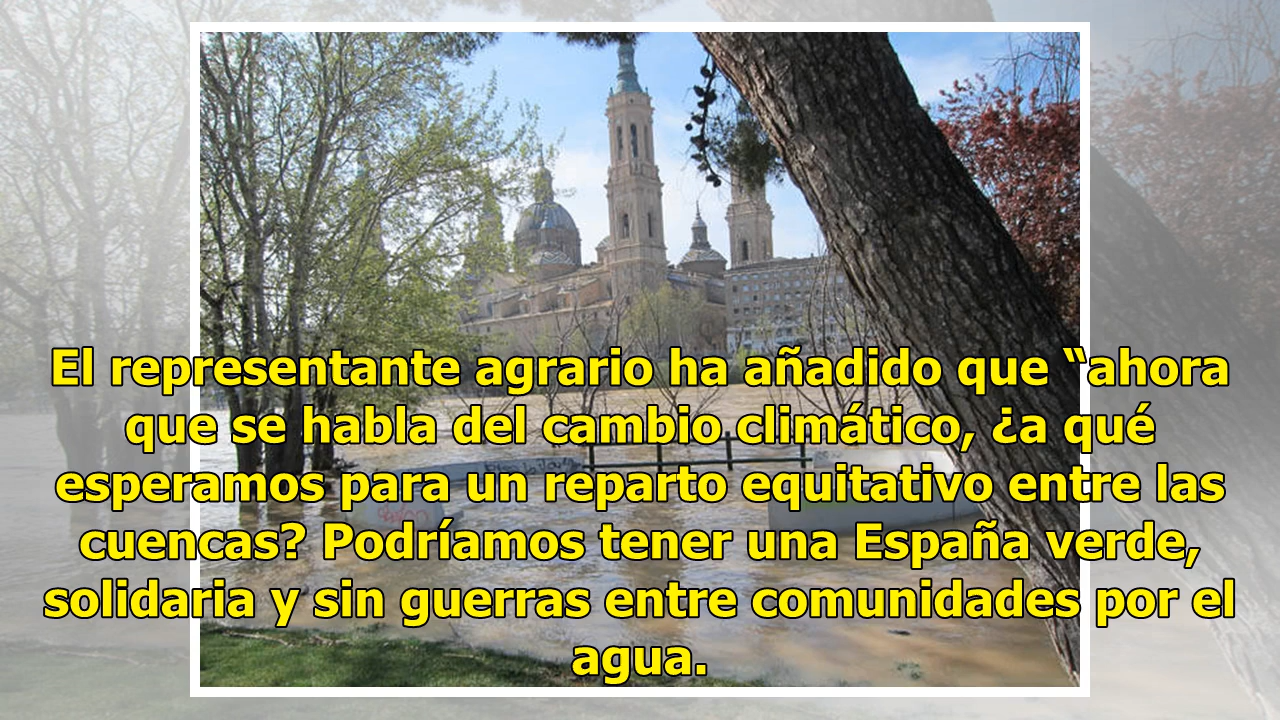 El representante agrario ha añadido que “ahora
que se habla del cambio climático, ¿a qué
esperamos para un reparto equitativo entre las
cuencas? Podríamos tener una España verde,
solidaria y sin guerras entre comunidades por el
agua.